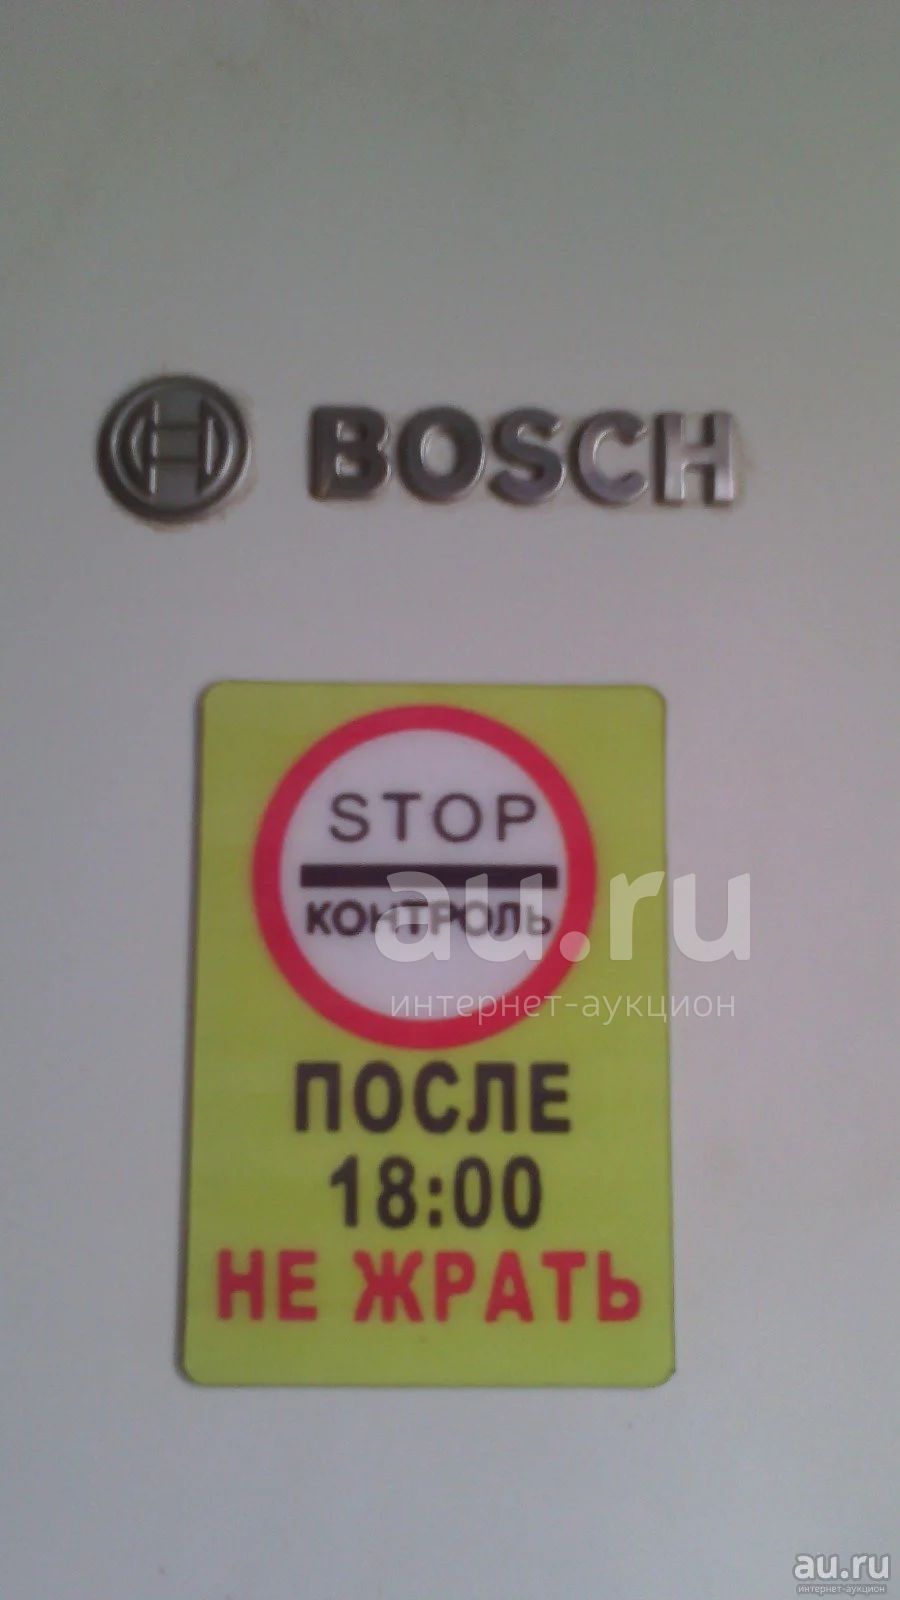 BOSCH
STOP
КОНТРОЛЬ
au.ru
интернет-аукцион
ПОСЛЕ
18:00
НЕ ЖРАТЬ
au.ru
интернет-аукцион